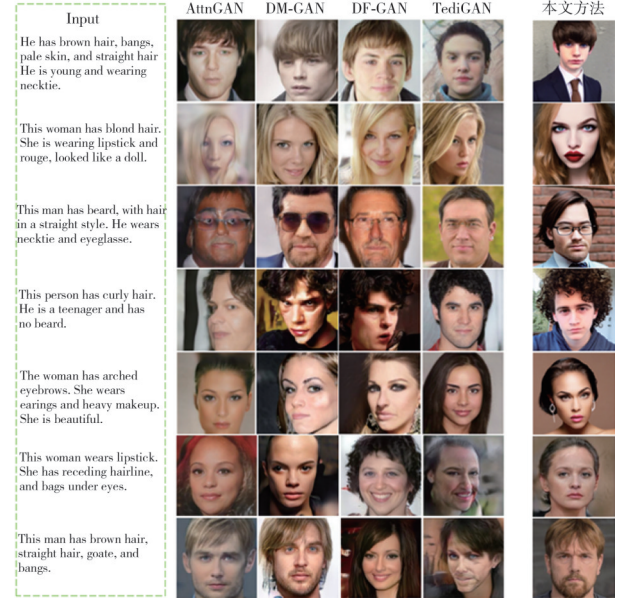 Input AttnGAN DM-GAN DF-GAN TediGAN 本文方法
He has brown hair, bangs,
pale skin, and straight hair
He is young and wearing
necktie.
This woman has blond hair.
She is wearing lipstick and
rouge, looked like a doll.
This man has beard, with hair
in a straight style. He wears
necktie and eyeglasse.
This person has curly hair.
He is a teenager and has
no beard.
The woman has arched
eyebrows. She wears
earings and heavy makeup.
She is beautiful.
This woman wears lipstick.
She has receding hairline,
and bags under eyes.
This man has brown hair,
straight hair, goate, and
bangs.